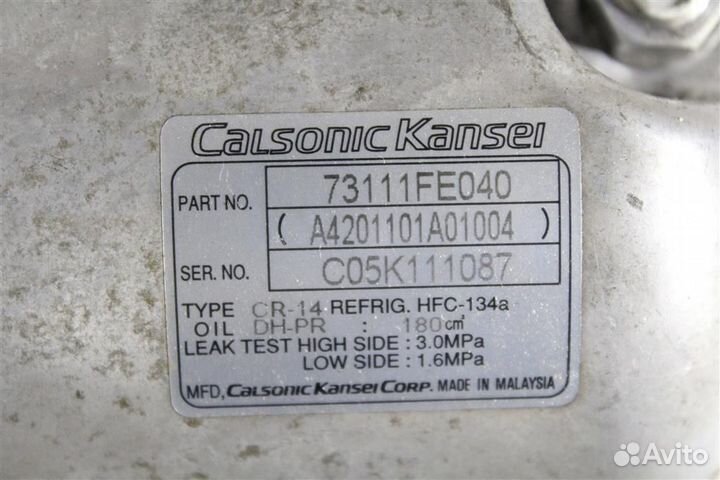 Calsonic Kansei
PART NO. 73111FE040
( A4201101A01004 )
SER. NO. C05K111087
TYPE CR-14 REFRIG. HFC-134a
OIL DH-PR : 180cm³
LEAK TEST HIGH SIDE : 3.0MPa
LOW SIDE : 1.6MPa
MFD, CALSONIC KANSEI CORP. MADE IN MALAYSIA
Avito